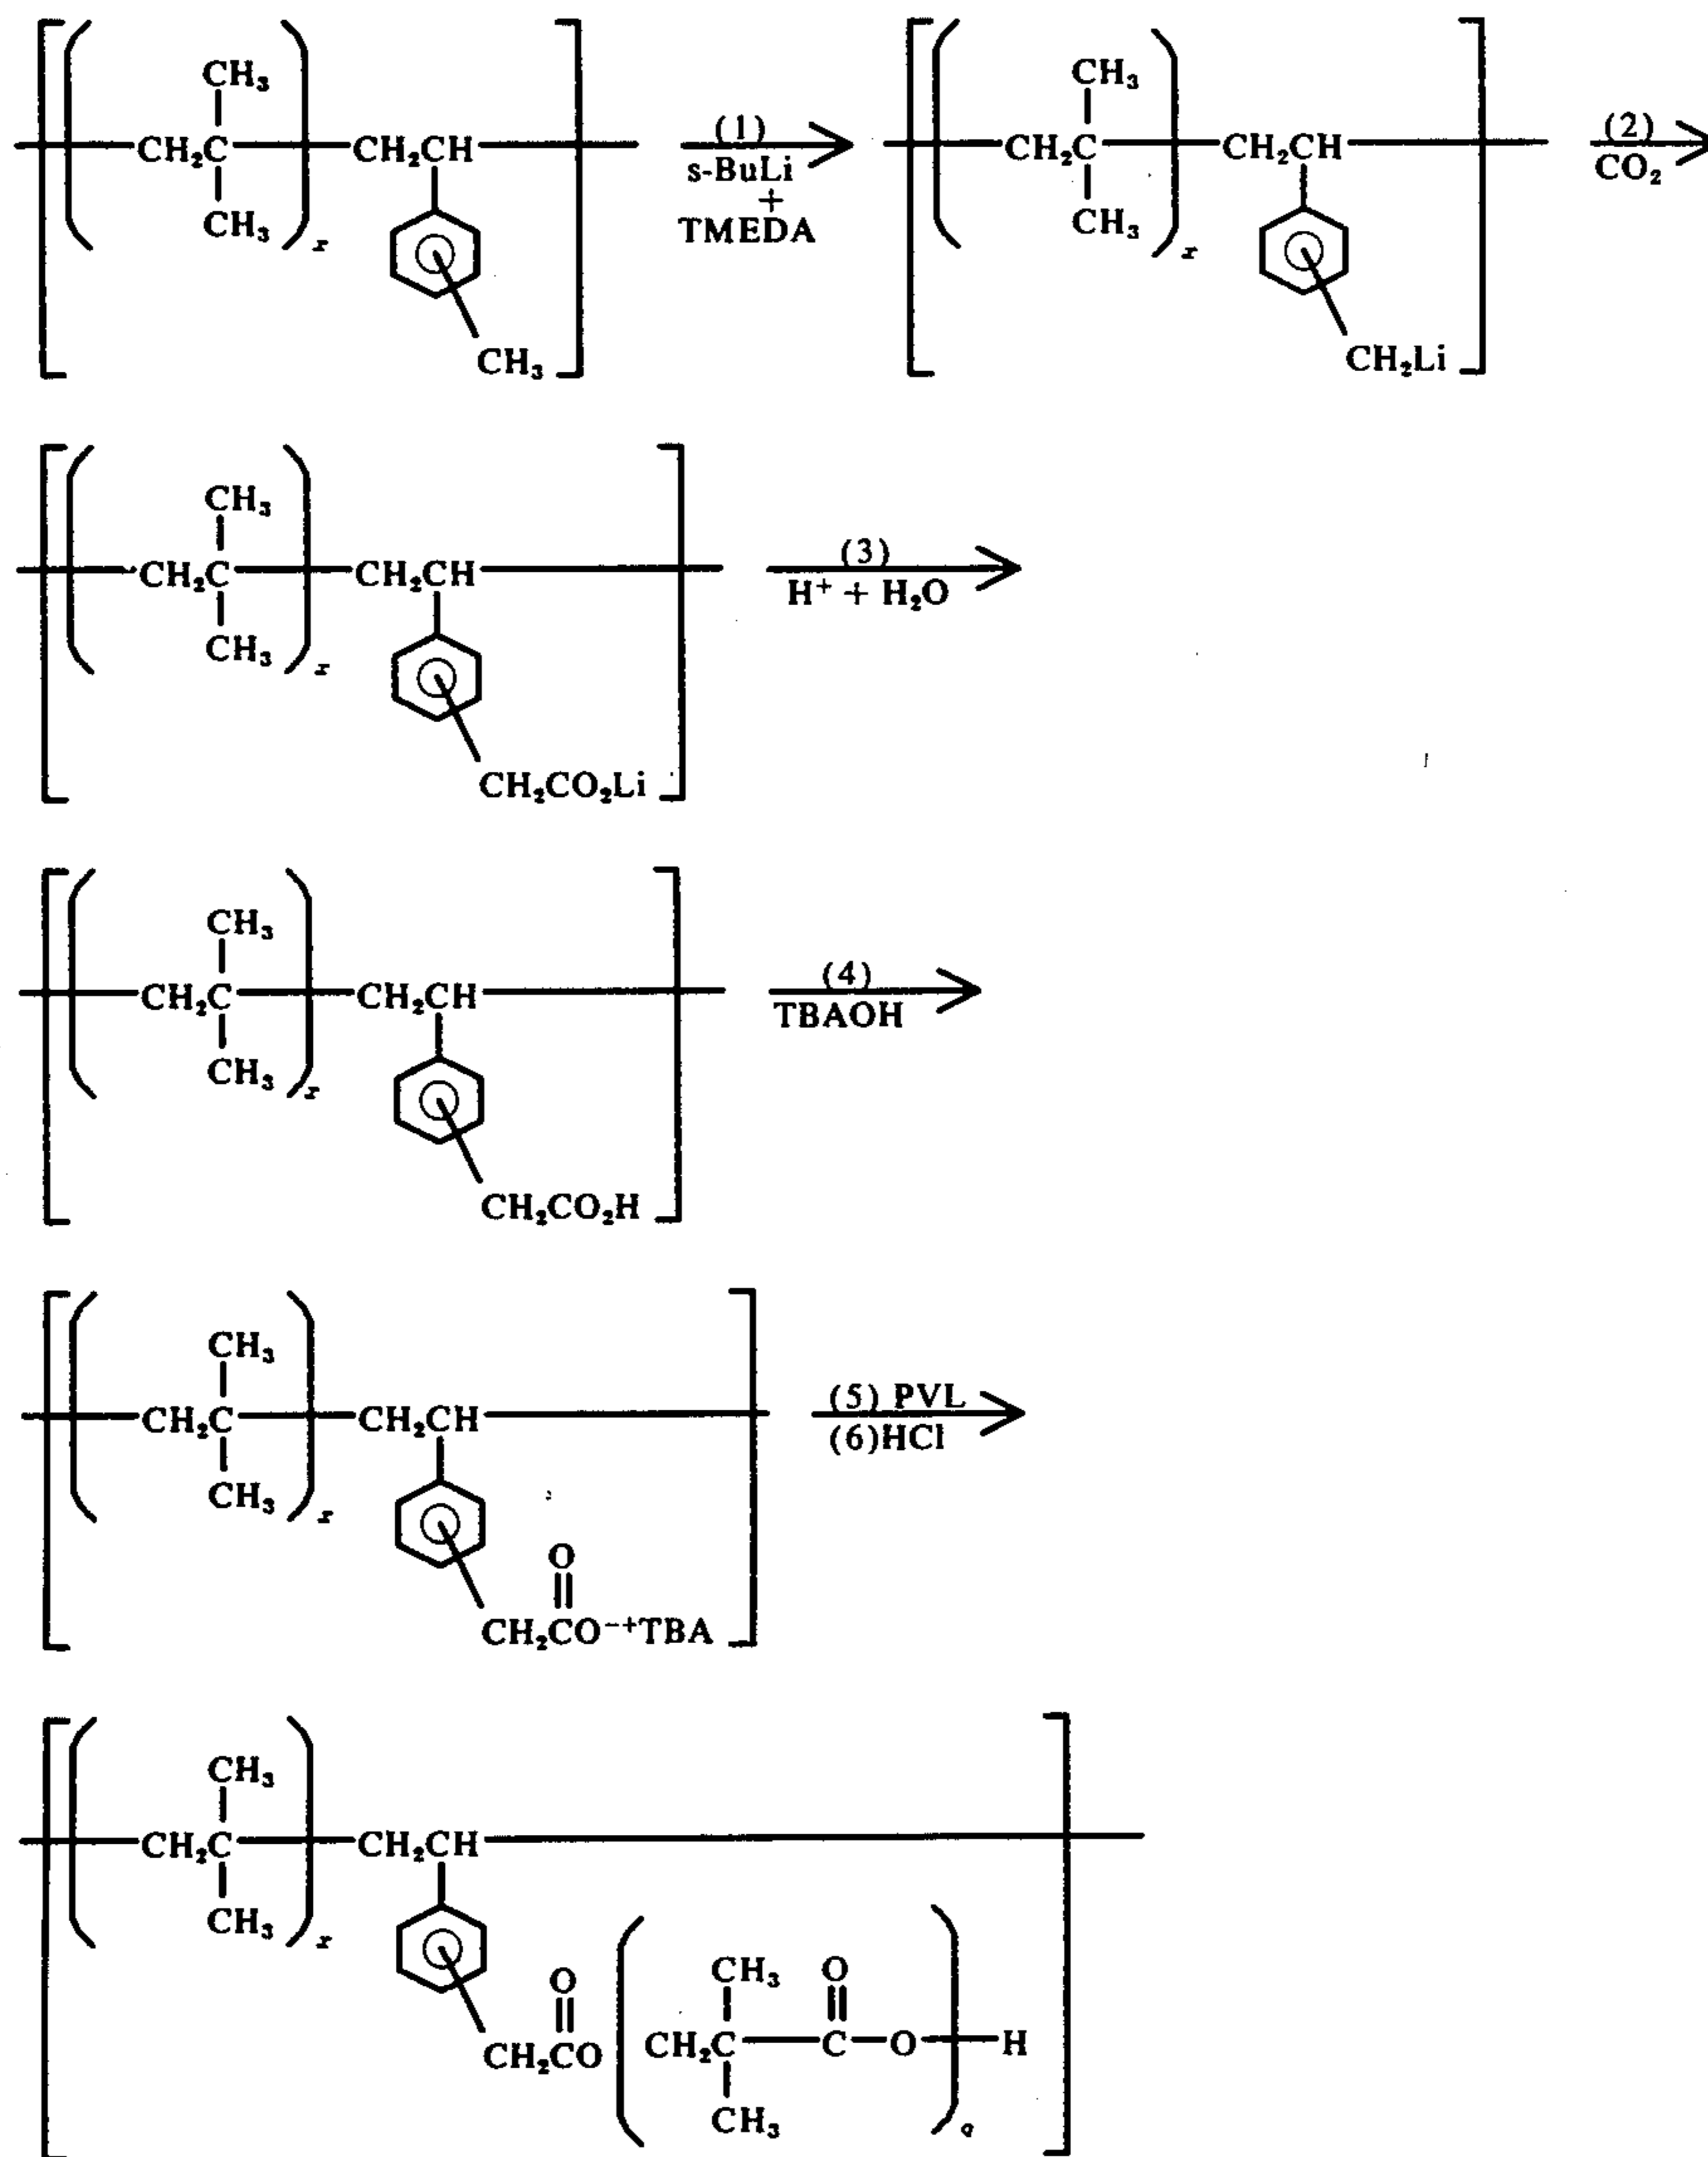 CH₃ CH₃
CH₂C CH₂CH (1) CH₂C CH₂CH (2)
s-BuLi CO₂
+
CH₃ x TMEDA CH₃ x
CH₃ CH₂Li
CH₃
CH₂C CH₂CH (3)
H⁺ + H₂O
CH₃ x
CH₂CO₂Li
CH₃
CH₂C CH₂CH (4)
TBAOH
CH₃ x
CH₂CO₂H
CH₃
CH₂C CH₂CH (5) PVL
(6)HCl
CH₃ x
O
CH₂CO⁻⁺TBA
CH₃
CH₂C CH₂CH
CH₃ x
O CH₃ O
CH₂CO CH₂C C O H
CH₃ q